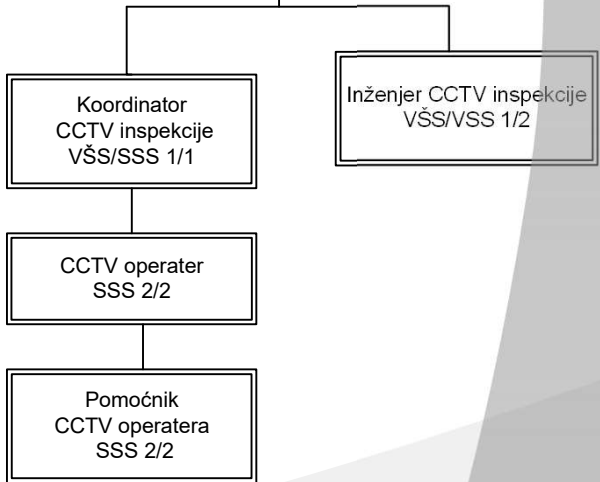 Koordinator
CCTV inspekcije
VŠS/SSS 1/1
Inženjer CCTV inspekcije
VŠS/VSS 1/2
CCTV operater
SSS 2/2
Pomoćnik
CCTV operatera
SSS 2/2